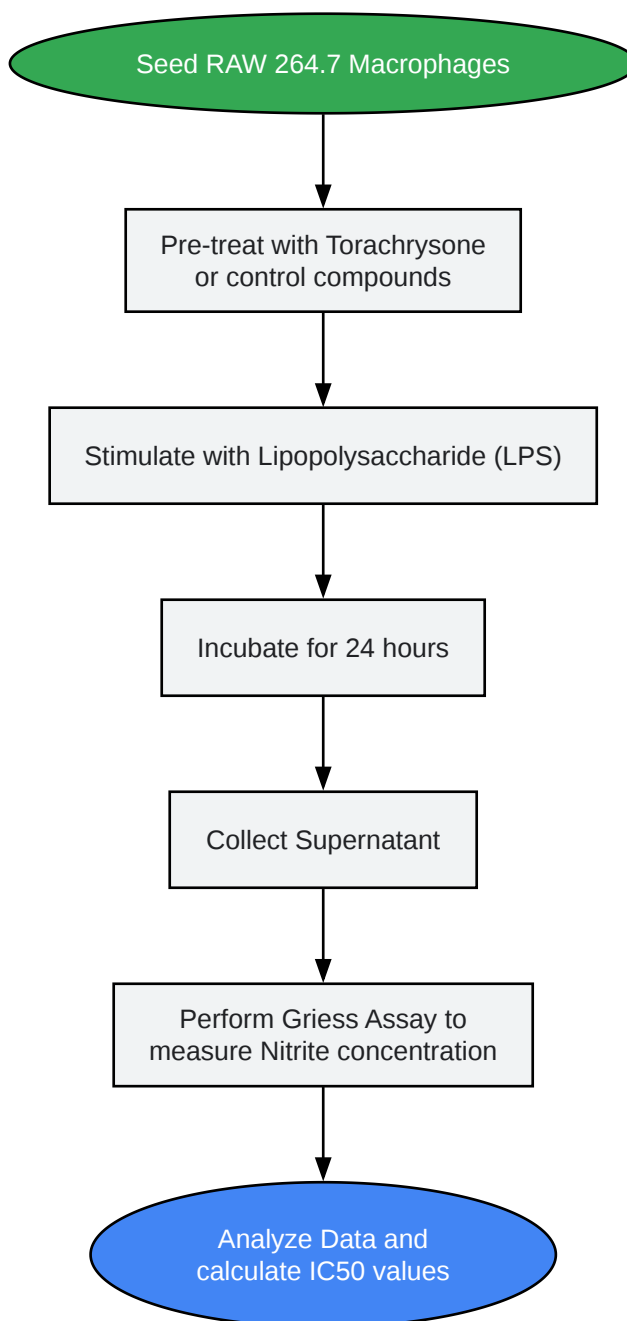 Seed RAW 264.7 Macrophages
Pre-treat with Torachrysone
or control compounds
Stimulate with Lipopolysaccharide (LPS)
Incubate for 24 hours
Collect Supernatant
Perform Griess Assay to
measure Nitrite concentration
Analyze Data and
calculate IC50 values